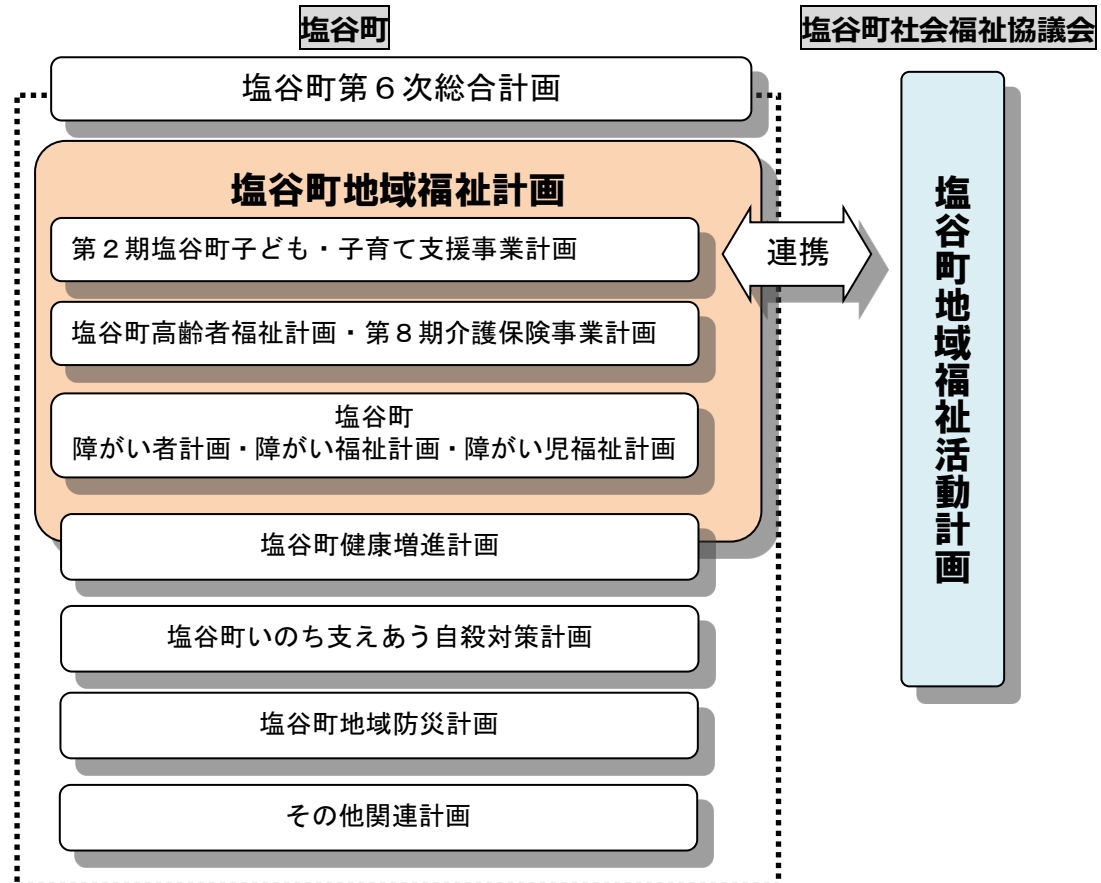 塩谷町
塩谷町社会福祉協議会
塩谷町第６次総合計画
塩谷町地域福祉計画
第２期塩谷町子ども・子育て支援事業計画
連携
塩谷町高齢者福祉計画・第８期介護保険事業計画
塩谷町
障がい者計画・障がい福祉計画・障がい児福祉計画
塩谷町健康増進計画
塩谷町いのち支えあう自殺対策計画
塩谷町地域防災計画
その他関連計画
塩谷町地域福祉活動計画